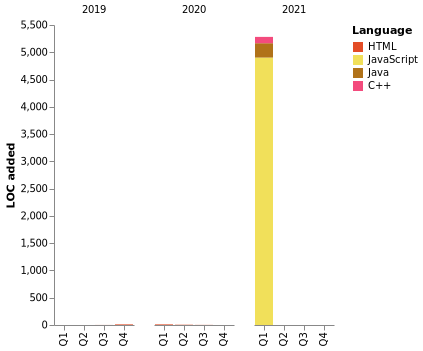 2019 2020 2021
Language
HTML
JavaScript
Java
C++
LOC added
5,500
5,000
4,500
4,000
3,500
3,000
2,500
2,000
1,500
1,000
500
0
Q1 Q2 Q3 Q4 Q1 Q2 Q3 Q4 Q1 Q2 Q3 Q4